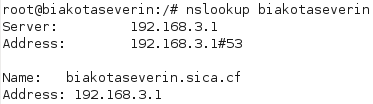 root@biakotaseverin:/# nslookup biakotaseverin
Server: 192.168.3.1
Address: 192.168.3.1#53
Name: biakotaseverin.sica.cf
Address: 192.168.3.1